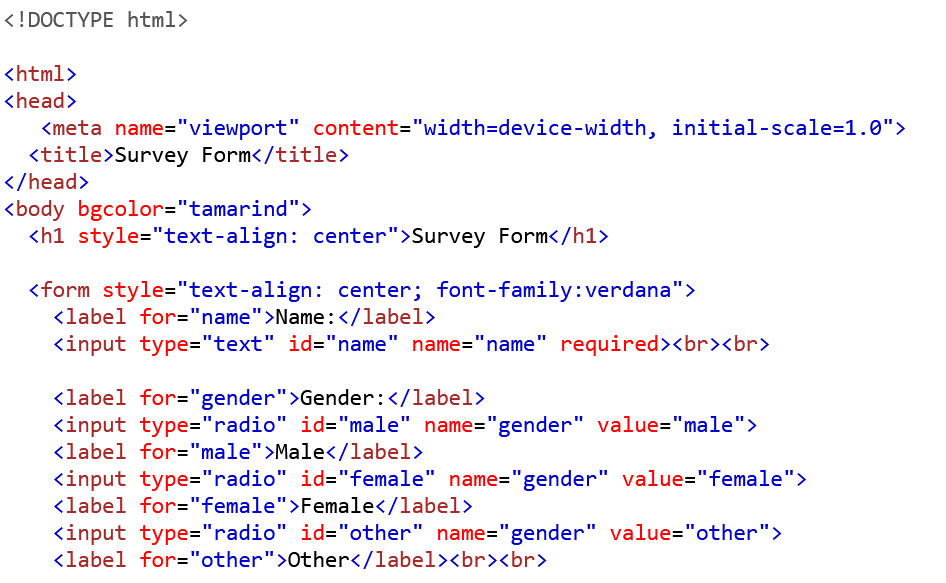 <!DOCTYPE html>
<html>
<head>
<meta name="viewport" content="width=device-width, initial-scale=1.0">
<title>Survey Form</title>
</head>
<body bgcolor="tamarind">
<h1 style="text-align: center">Survey Form</h1>
<form style="text-align: center; font-family:verdana">
<label for="name">Name:</label>
<input type="text" id="name" name="name" required><br><br>
<label for="gender">Gender:</label>
<input type="radio" id="male" name="gender" value="male">
<label for="male">Male</label>
<input type="radio" id="female" name="gender" value="female">
<label for="female">Female</label>
<input type="radio" id="other" name="gender" value="other">
<label for="other">Other</label><br><br>